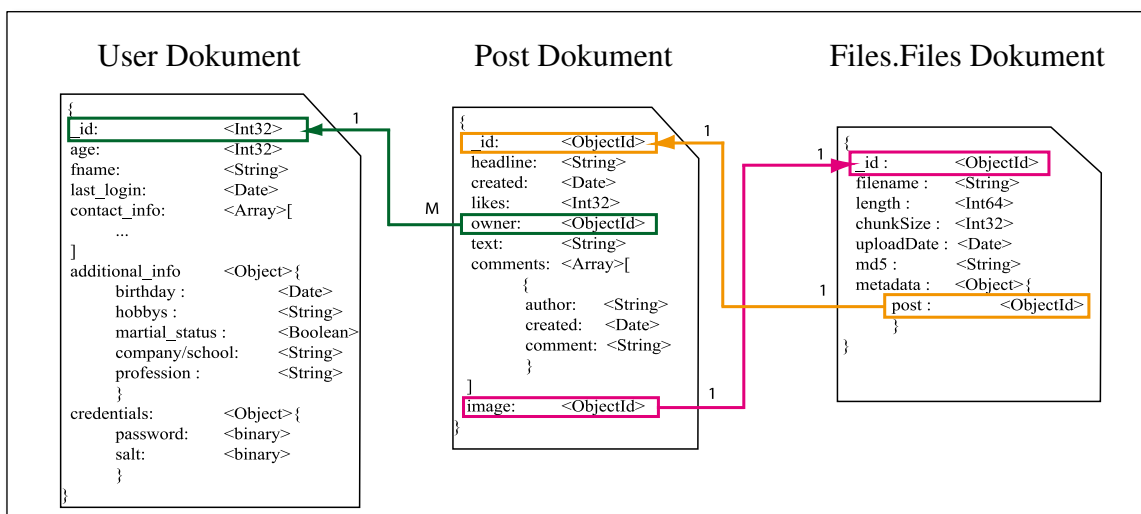 User Dokument
{
_id: <Int32>
age: <Int32>
fname: <String>
last_login: <Date>
contact_info: <Array>[
...
]
additional_info <Object>{
birthday : <Date>
hobbys : <String>
martial_status : <Boolean>
company/school: <String>
profession : <String>
}
credentials: <Object>{
password: <binary>
salt: <binary>
}
}
1
M
Post Dokument
{
_id: <ObjectId>
headline: <String>
created: <Date>
likes: <Int32>
owner: <ObjectId>
text: <String>
comments: <Array>[
{
author: <String>
created: <Date>
comment: <String>
}
]
image: <ObjectId>
}
1
1
1
1
Files.Files Dokument
{
_id : <ObjectId>
filename : <String>
length : <Int64>
chunkSize : <Int32>
uploadDate : <Date>
md5 : <String>
metadata : <Object>{
post : <ObjectId>
}
}